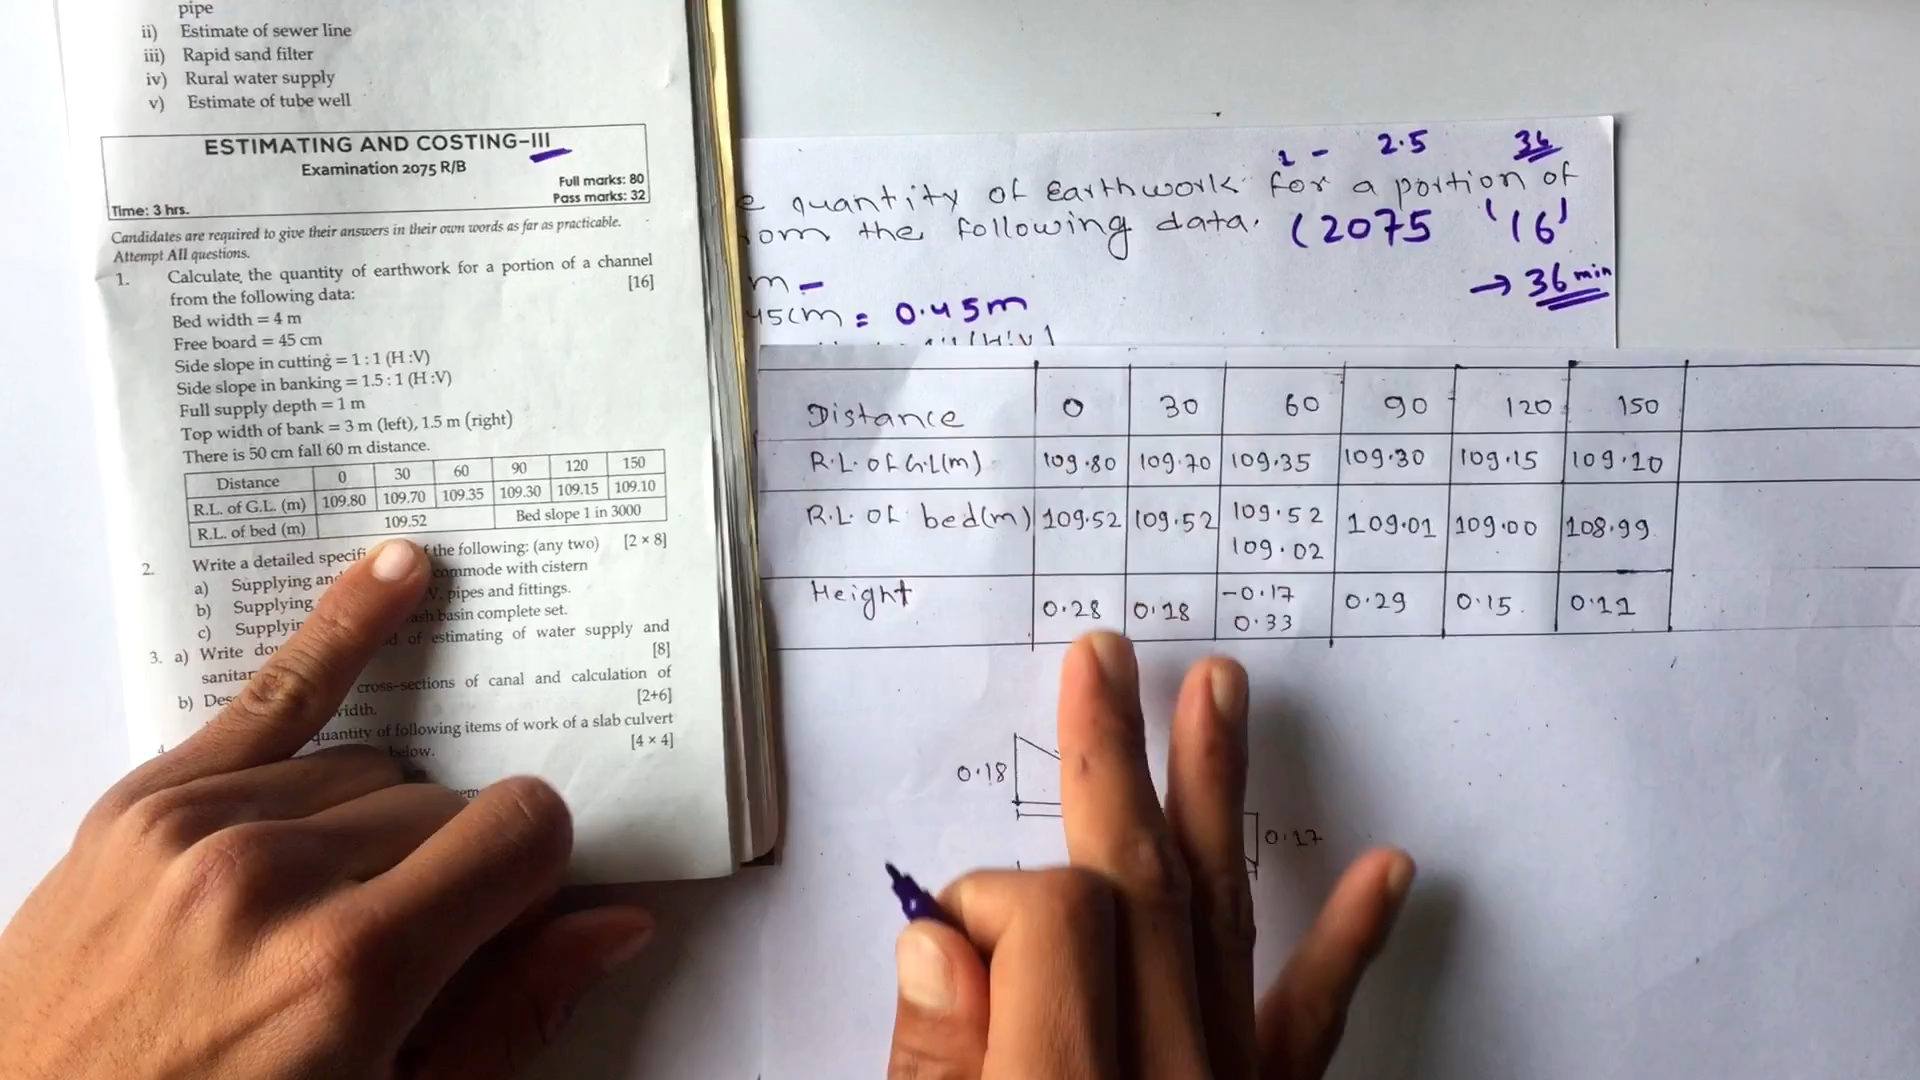 pipe
ii) Estimate of sewer line
iii) Rapid sand filter
iv) Rural water supply
v) Estimate of tube well
ESTIMATING AND COSTING–III
Examination 2075 R/B
Full marks: 80
Time: 3 hrs. Pass marks: 32
Candidates are required to give their answers in their own words as far as practicable.
Attempt All questions.
1. Calculate, the quantity of earthwork for a portion of a channel
from the following data: [16]
Bed width = 4 m
Free board = 45 cm
Side slope in cutting = 1 : 1 (H :V)
Side slope in banking = 1.5 : 1 (H :V)
Full supply depth = 1 m
Top width of bank = 3 m (left), 1.5 m (right)
There is 50 cm fall 60 m distance.
Distance 0 30 60 90 120 150
R.L. of G.L. (m) 109.80 109.70 109.35 109.30 109.15 109.10
R.L. of bed (m) 109.52 Bed slope 1 in 3000
2. Write a detailed the following: (any two) [2 × 8]
a) Supplying commode with cistern
b) Supplying pipes and fittings.
c) basin complete set.
3. a) Write of estimating of water supply and
[8]
b) cross-sections of canal and calculation of
width. [2+6]
quantity of following items of work of a slab culvert
below. [4 × 4]
2.5 36
quantity of Earthwork for a portion of
the following data. (2075 '16'
→ 36 min
m
45cm = 0.45m
Distance 0 30 60 90 120 150
R.L. of G.L(m) 109.80 109.70 109.35 109.30 109.15 109.10
R.L. of bed(m) 109.52 109.52 109.52 109.02 109.01 109.00 108.99
Height 0.28 0.18 -0.17 0.33 0.29 0.15 0.11
0.18
0.17